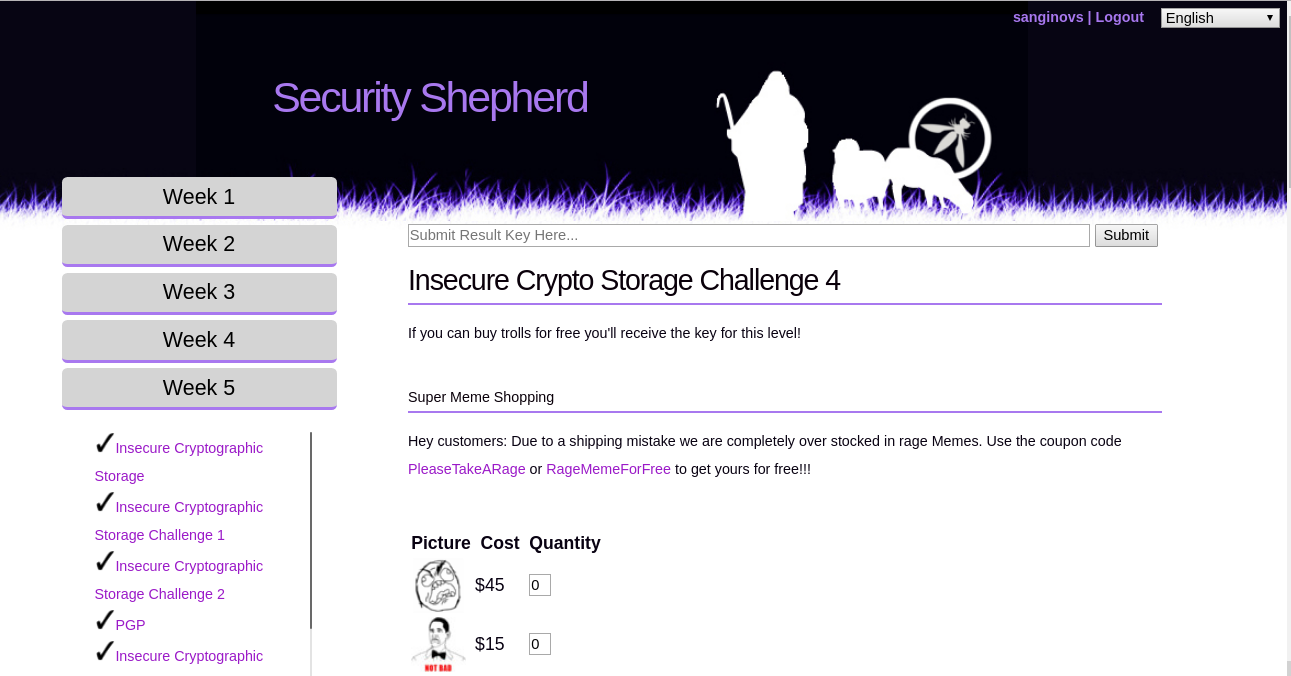 sanginovs | Logout
English
Security Shepherd
Week 1
Week 2
Week 3
Week 4
Week 5
Insecure Cryptographic
Storage
Insecure Cryptographic
Storage Challenge 1
Insecure Cryptographic
Storage Challenge 2
PGP
Insecure Cryptographic
Submit Result Key Here...
Submit
Insecure Crypto Storage Challenge 4
If you can buy trolls for free you'll receive the key for this level!
Super Meme Shopping
Hey customers: Due to a shipping mistake we are completely over stocked in rage Memes. Use the coupon code
PleaseTakeARage or RageMemeForFree to get yours for free!!!
Picture Cost Quantity
$45 0
$15 0
NOT BAD